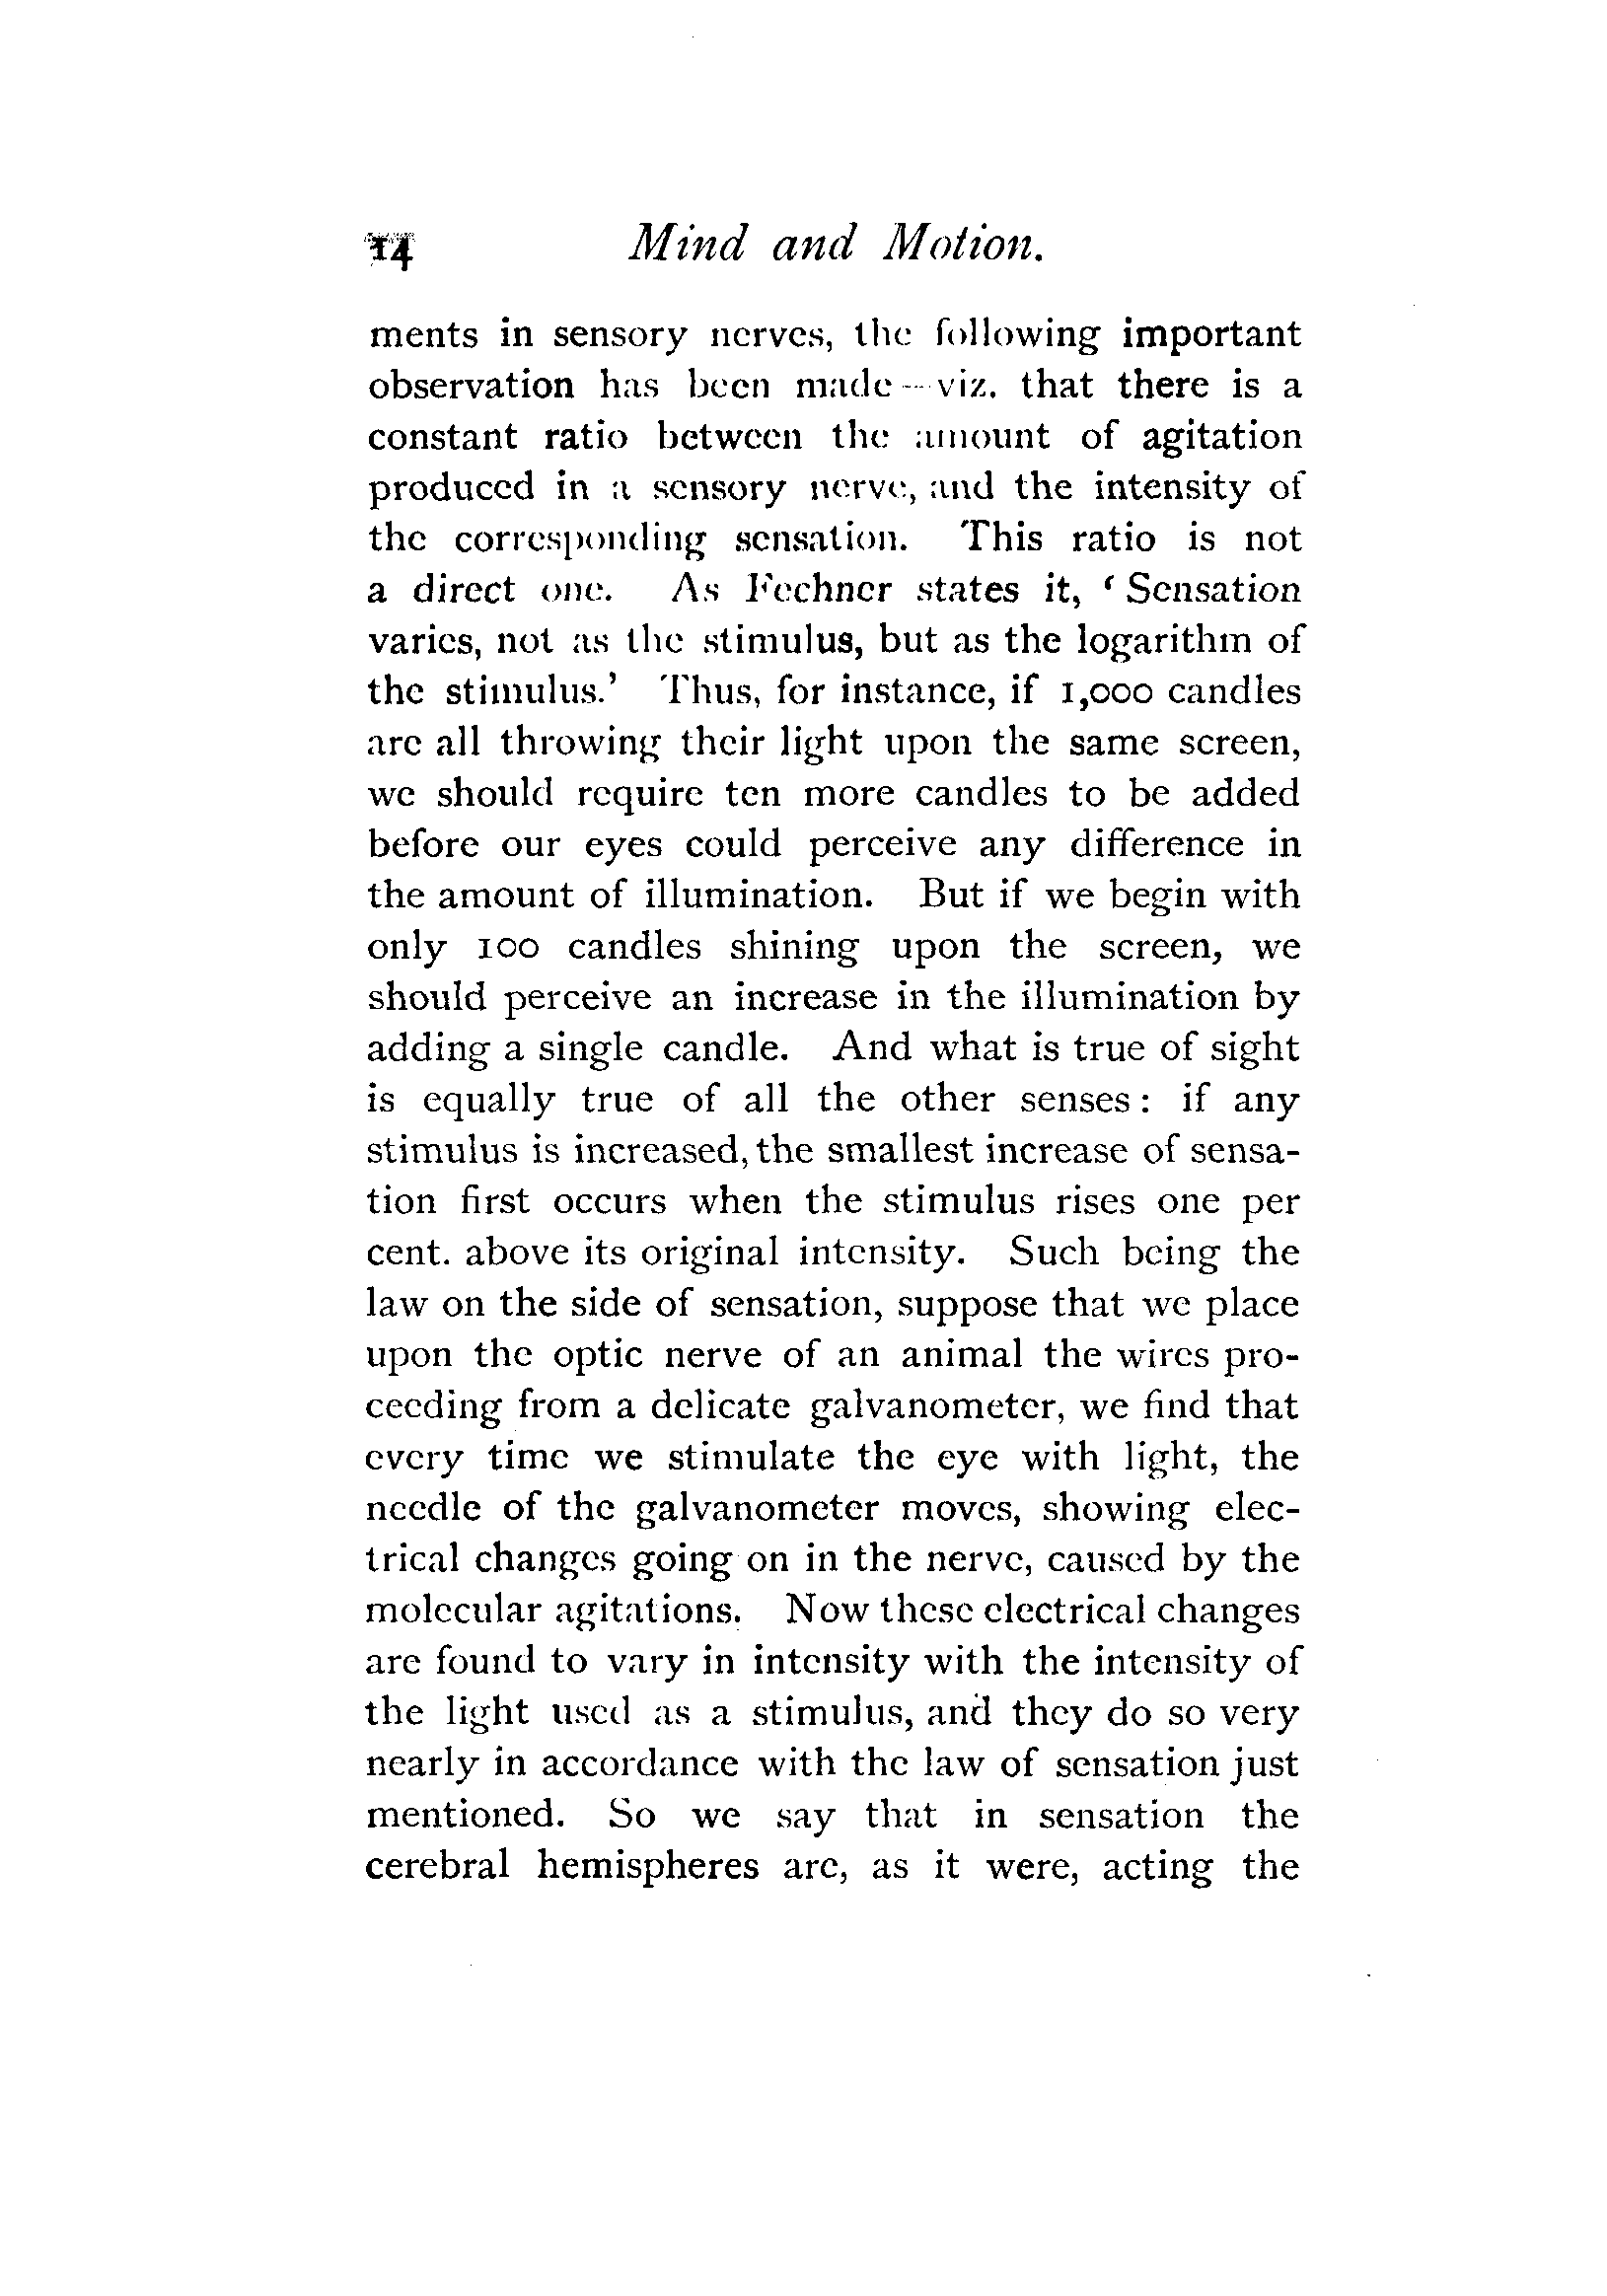 14 Mind and Motion.
ments in sensory nerves, the following important
observation has been made — viz. that there is a
constant ratio between the amount of agitation
produced in a sensory nerve, and the intensity of
the corresponding sensation. This ratio is not
a direct one. As Fechner states it, ‘ Sensation
varies, not as the stimulus, but as the logarithm of
the stimulus.’ Thus, for instance, if 1,000 candles
are all throwing their light upon the same screen,
we should require ten more candles to be added
before our eyes could perceive any difference in
the amount of illumination. But if we begin with
only 100 candles shining upon the screen, we
should perceive an increase in the illumination by
adding a single candle. And what is true of sight
is equally true of all the other senses : if any
stimulus is increased, the smallest increase of sensa-
tion first occurs when the stimulus rises one per
cent. above its original intensity. Such being the
law on the side of sensation, suppose that we place
upon the optic nerve of an animal the wires pro-
ceeding from a delicate galvanometer, we find that
every time we stimulate the eye with light, the
needle of the galvanometer moves, showing elec-
trical changes going on in the nerve, caused by the
molecular agitations. Now these electrical changes
are found to vary in intensity with the intensity of
the light used as a stimulus, and they do so very
nearly in accordance with the law of sensation just
mentioned. So we say that in sensation the
cerebral hemispheres are, as it were, acting the